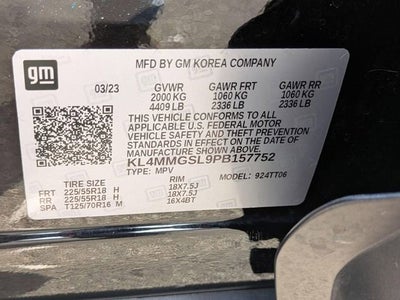 gm
MFD BY GM KOREA COMPANY
03/23 GVWR GAWR FRT GAWR RR
2000 KG 1060 KG 1060 KG
4409 LB 2336 LB 2336 LB
THIS VEHICLE CONFORMS TO ALL
APPLICABLE U.S. FEDERAL MOTOR
VEHICLE SAFETY AND THEFT PREVENTION
STANDARDS IN EFFECT ON THE DATE OF
MANUFACTURE SHOWN ABOVE.
KL4MMGSL9PB157752
TYPE: MPV MODEL: 924TT06
TIRE SIZE RIM
FRT 225/55R18 H 18X7.5J
RR 225/55R18 H 18X7.5J
SPA T125/70R16 M 16X4BT